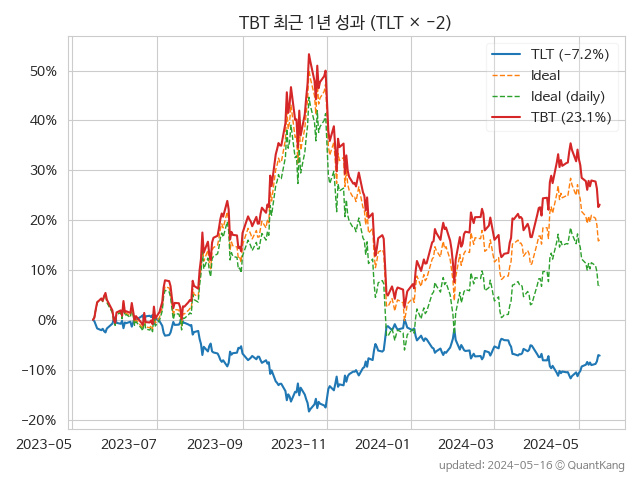 TBT 최근 1년 성과 (TLT × −2)
TLT (−7.2%)
Ideal
Ideal (daily)
TBT (23.1%)
50%
40%
30%
20%
10%
0%
−10%
−20%
2023-05 2023-07 2023-09 2023-11 2024-01 2024-03 2024-05
updated: 2024-05-16 © QuantKang